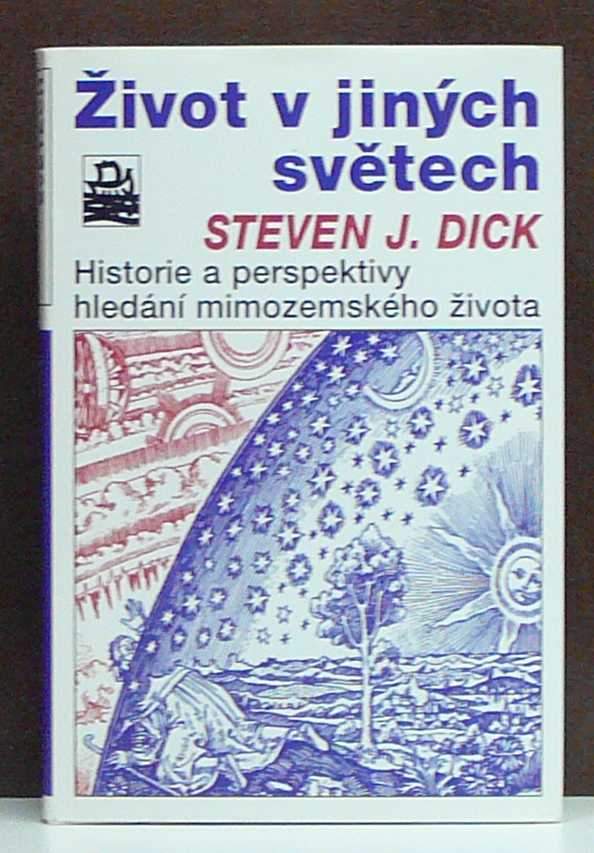 Život v jiných
světech
STEVEN J. DICK
Historie a perspektivy
hledání mimozemského života